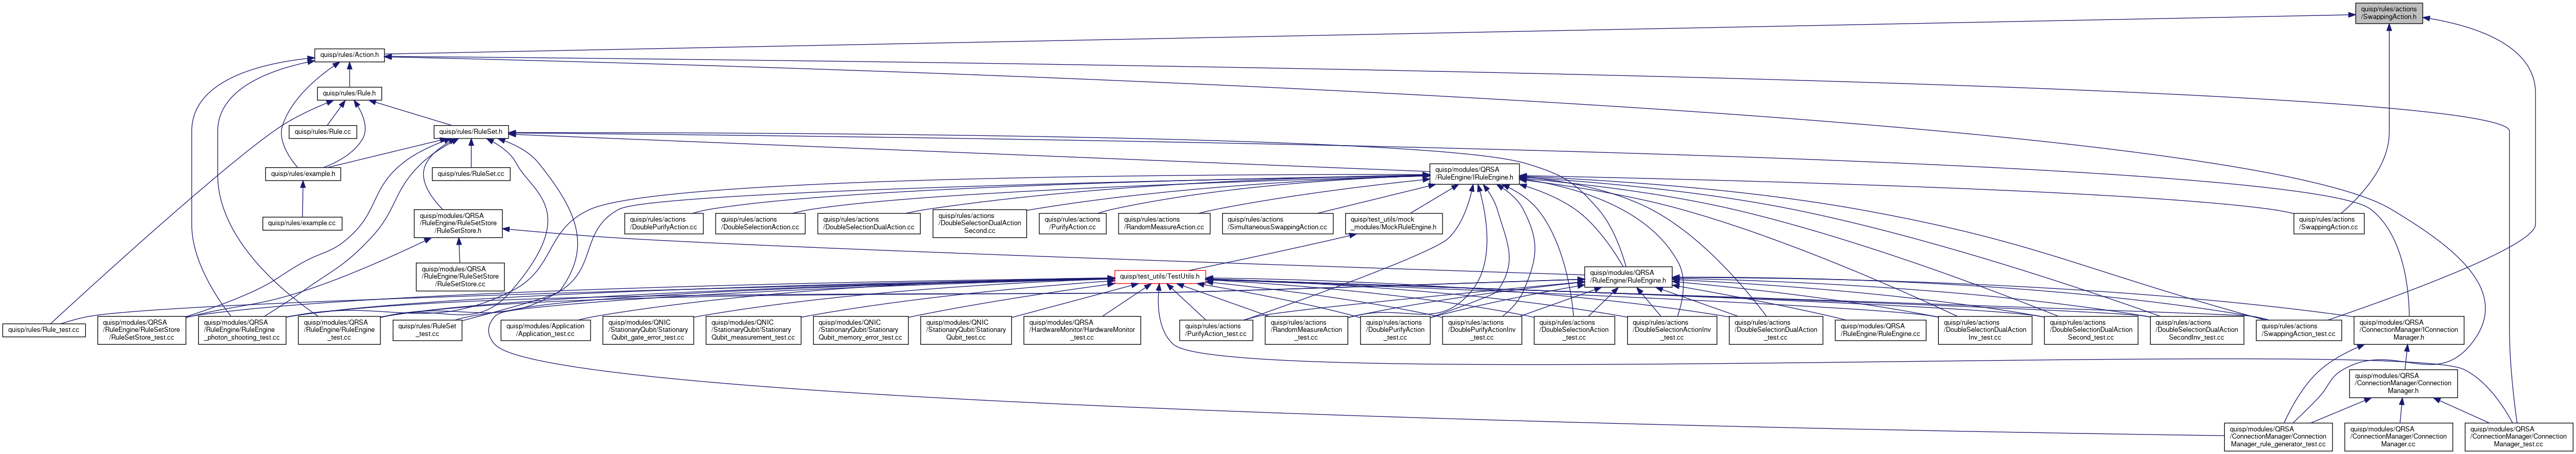 quisp/rules/actions
/SwappingAction.h
quisp/rules/Action.h
quisp/rules/Rule.h
quisp/rules/Rule.cc
quisp/rules/RuleSet.h
quisp/rules/example.h
quisp/rules/RuleSet.cc
quisp/modules/QRSA
/RuleEngine/IRuleEngine.h
quisp/rules/example.cc
quisp/modules/QRSA
/RuleEngine/RuleSetStore
/RuleSetStore.h
quisp/rules/actions
/DoublePurifyAction.cc
quisp/rules/actions
/DoubleSelectionAction.cc
quisp/rules/actions
/DoubleSelectionDualAction.cc
quisp/rules/actions
/DoubleSelectionDualAction
Second.cc
quisp/rules/actions
/PurifyAction.cc
quisp/rules/actions
/RandomMeasureAction.cc
quisp/rules/actions
/SimultaneousSwappingAction.cc
quisp/test_utils/mock
_modules/MockRuleEngine.h
quisp/rules/actions
/SwappingAction.cc
quisp/modules/QRSA
/RuleEngine/RuleSetStore
/RuleSetStore.cc
quisp/test_utils/TestUtils.h
quisp/modules/QRSA
/RuleEngine/RuleEngine.h
quisp/rules/Rule_test.cc
quisp/modules/QRSA
/RuleEngine/RuleSetStore
/RuleSetStore_test.cc
quisp/modules/QRSA
/RuleEngine/RuleEngine
_photon_shooting_test.cc
quisp/modules/QRSA
/RuleEngine/RuleEngine
_test.cc
quisp/rules/RuleSet
_test.cc
quisp/modules/Application
/Application_test.cc
quisp/modules/QNIC
/StationaryQubit/Stationary
Qubit_gate_error_test.cc
quisp/modules/QNIC
/StationaryQubit/Stationary
Qubit_measurement_test.cc
quisp/modules/QNIC
/StationaryQubit/Stationary
Qubit_memory_error_test.cc
quisp/modules/QNIC
/StationaryQubit/Stationary
Qubit_test.cc
quisp/modules/QRSA
/HardwareMonitor/HardwareMonitor
_test.cc
quisp/rules/actions
/PurifyAction_test.cc
quisp/rules/actions
/RandomMeasureAction
_test.cc
quisp/rules/actions
/DoublePurifyAction
_test.cc
quisp/rules/actions
/DoublePurifyActionInv
_test.cc
quisp/rules/actions
/DoubleSelectionAction
_test.cc
quisp/rules/actions
/DoubleSelectionActionInv
_test.cc
quisp/rules/actions
/DoubleSelectionDualAction
_test.cc
quisp/modules/QRSA
/RuleEngine/RuleEngine.cc
quisp/rules/actions
/DoubleSelectionDualAction
Inv_test.cc
quisp/rules/actions
/DoubleSelectionDualAction
Second_test.cc
quisp/rules/actions
/DoubleSelectionDualAction
SecondInv_test.cc
quisp/rules/actions
/SwappingAction_test.cc
quisp/modules/QRSA
/ConnectionManager/IConnection
Manager.h
quisp/modules/QRSA
/ConnectionManager/Connection
Manager.h
quisp/modules/QRSA
/ConnectionManager/Connection
Manager_rule_generator_test.cc
quisp/modules/QRSA
/ConnectionManager/Connection
Manager.cc
quisp/modules/QRSA
/ConnectionManager/Connection
Manager_test.cc